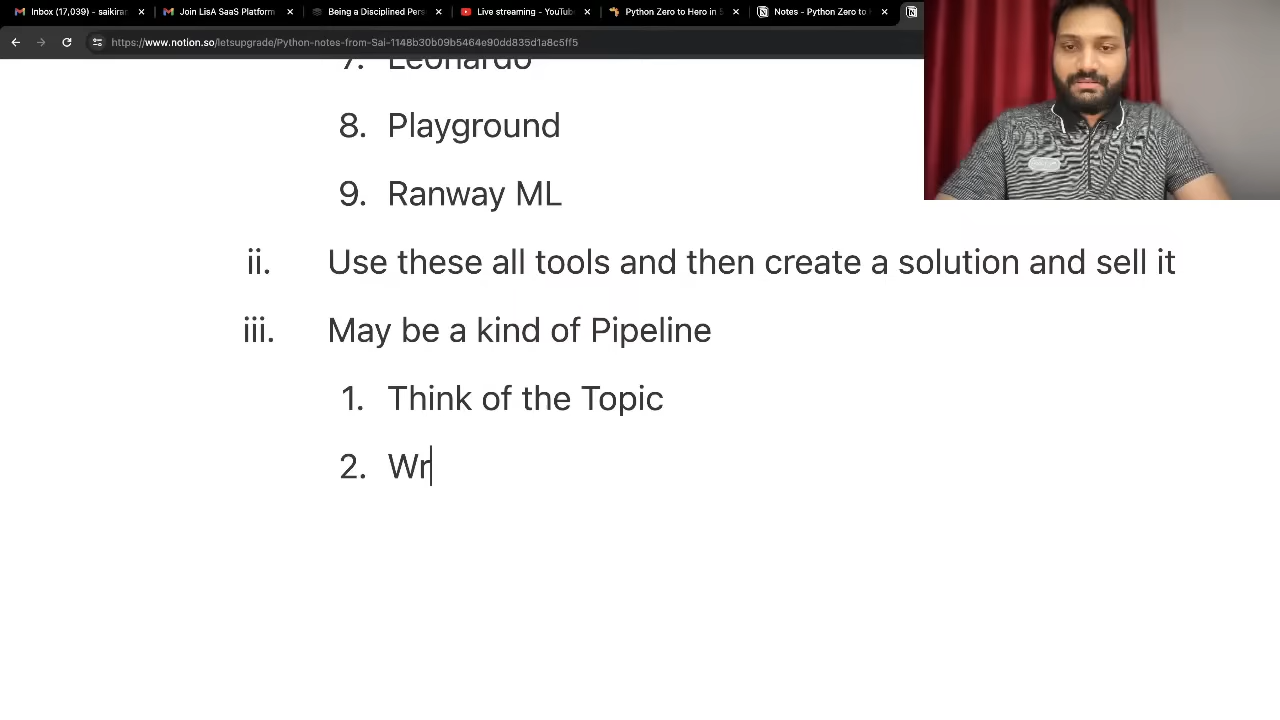 Inbox (17,039) - saikiran
Join LisA SaaS Platform
Being a Disciplined Pers
Live streaming - YouTub
Python Zero to Hero in 5
Notes - Python Zero to H
https://www.notion.so/letsupgrade/Python-notes-from-Sai-1148b30b09b5464e90dd835d1a8c5ff5
7. Leonardo
8. Playground
9. Ranway ML
ii. Use these all tools and then create a solution and sell it
iii. May be a kind of Pipeline
1. Think of the Topic
2. Wr